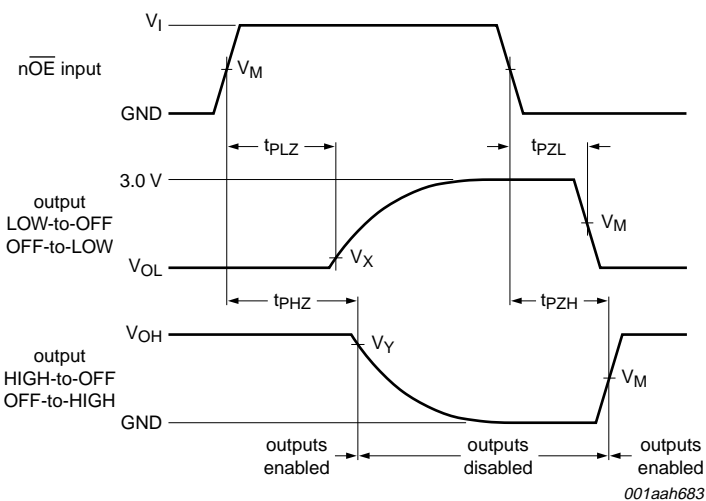 V_I
nO̅E̅ input
V_M
GND
t_PLZ
t_PZL
3.0 V
output
LOW-to-OFF
OFF-to-LOW
V_M
V_X
V_OL
t_PHZ
t_PZH
V_OH
V_Y
output
HIGH-to-OFF
OFF-to-HIGH
V_M
GND
outputs
enabled
outputs
disabled
outputs
enabled
001aah683